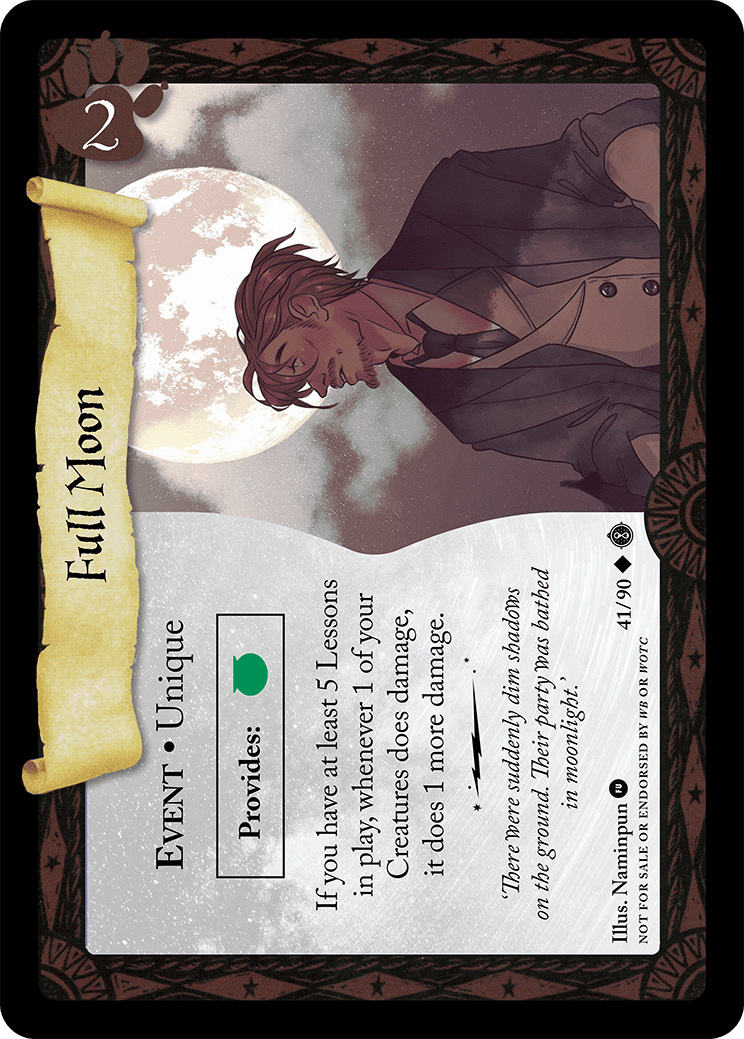 2
Full Moon
EVENT • Unique
Provides:
If you have at least 5 Lessons
in play, whenever 1 of your
Creatures does damage,
it does 1 more damage.
‘There were suddenly dim shadows
on the ground. Their party was bathed
in moonlight.’
Illus. Naminpun FU
41/90
NOT FOR SALE OR ENDORSED BY WB OR WOTC